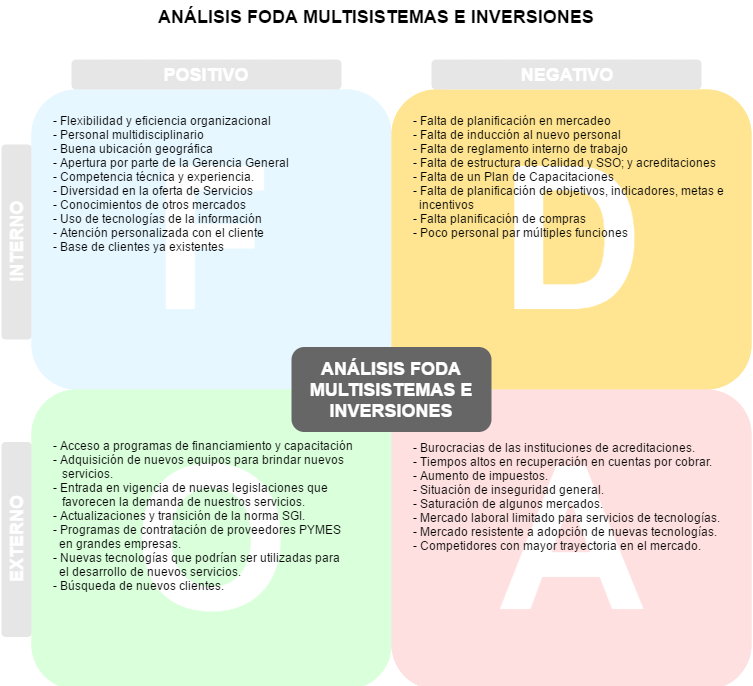 ANÁLISIS FODA MULTISISTEMAS E INVERSIONES
POSITIVO
NEGATIVO
INTERNO
F
- Flexibilidad y eficiencia organizacional
- Personal multidisciplinario
- Buena ubicación geográfica
- Apertura por parte de la Gerencia General
- Competencia técnica y experiencia.
- Diversidad en la oferta de Servicios
- Conocimientos de otros mercados
- Uso de tecnologías de la información
- Atención personalizada con el cliente
- Base de clientes ya existentes
D
- Falta de planificación en mercadeo
- Falta de inducción al nuevo personal
- Falta de reglamento interno de trabajo
- Falta de estructura de Calidad y SSO; y acreditaciones
- Falta de un Plan de Capacitaciones
- Falta de planificación de objetivos, indicadores, metas e
incentivos
- Falta planificación de compras
- Poco personal par múltiples funciones
ANÁLISIS FODA
MULTISISTEMAS E
INVERSIONES
EXTERNO
O
- Acceso a programas de financiamiento y capacitación
- Adquisición de nuevos equipos para brindar nuevos
servicios.
- Entrada en vigencia de nuevas legislaciones que
favorecen la demanda de nuestros servicios.
- Actualizaciones y transición de la norma SGI.
- Programas de contratación de proveedores PYMES
en grandes empresas.
- Nuevas tecnologías que podrían ser utilizadas para
el desarrollo de nuevos servicios.
- Búsqueda de nuevos clientes.
A
- Burocracias de las instituciones de acreditaciones.
- Tiempos altos en recuperación en cuentas por cobrar.
- Aumento de impuestos.
- Situación de inseguridad general.
- Saturación de algunos mercados.
- Mercado laboral limitado para servicios de tecnologías.
- Mercado resistente a adopción de nuevas tecnologías.
- Competidores con mayor trayectoria en el mercado.